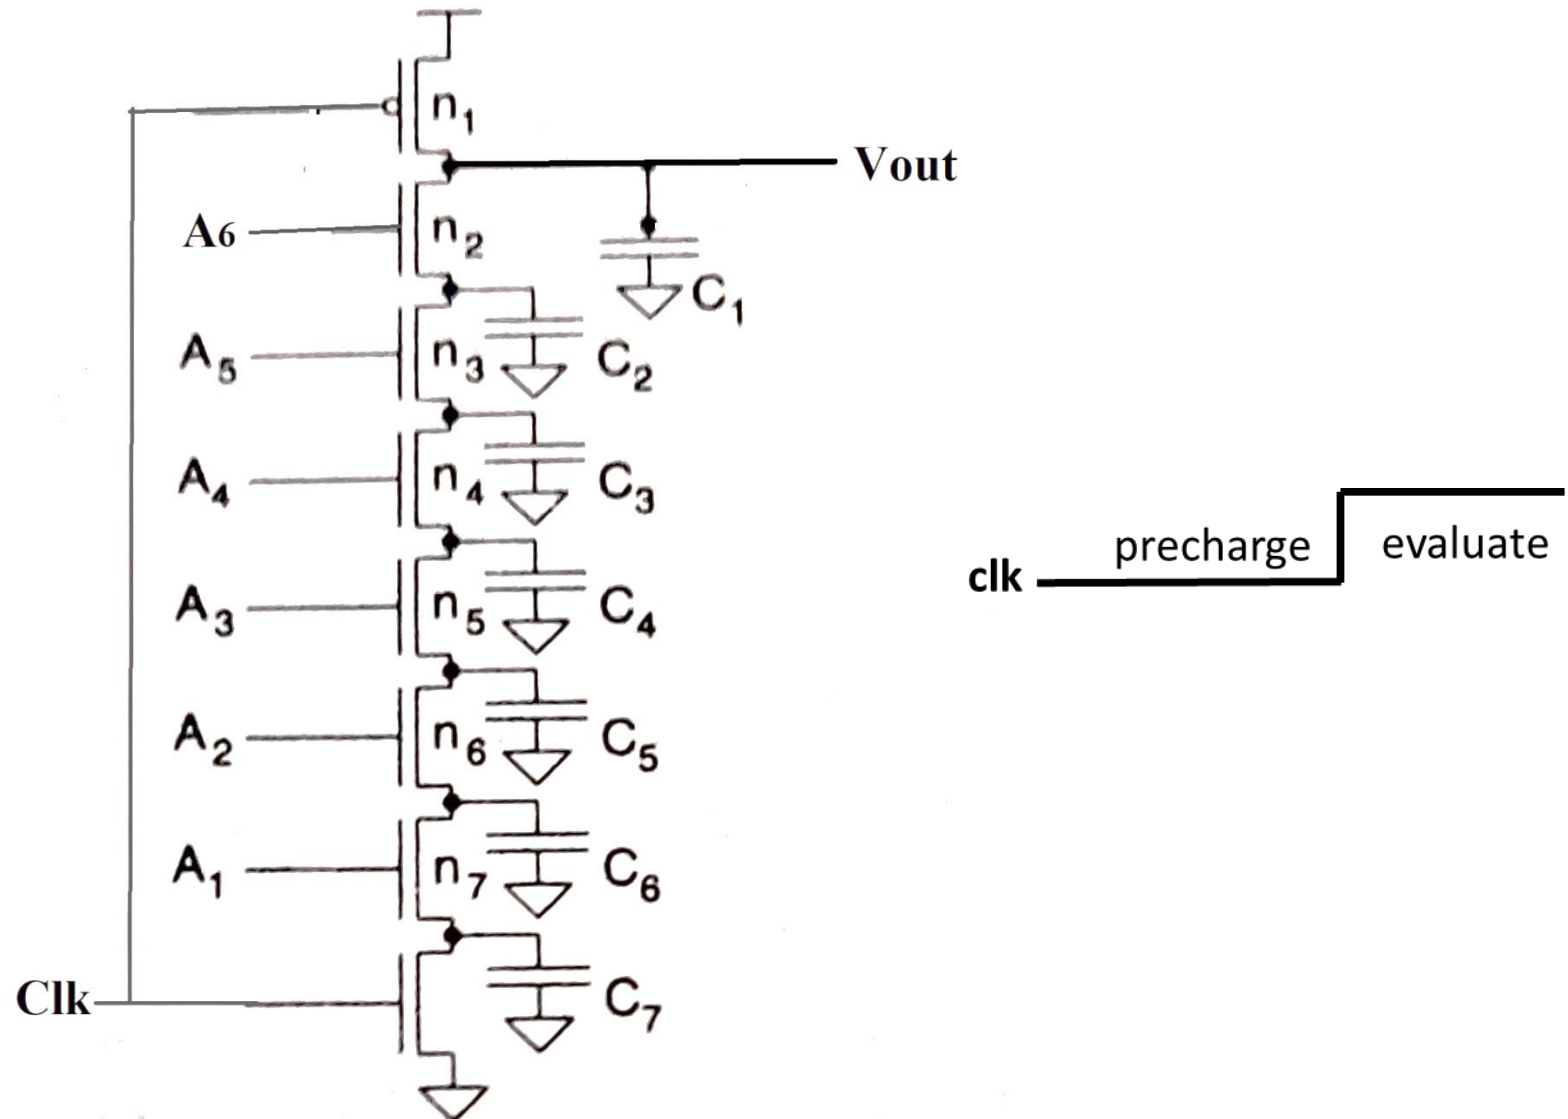 n₁
Vout
A6
n₂
C₁
A₅
n₃
C₂
A₄
n₄
C₃
precharge
evaluate
clk
A₃
n₅
C₄
A₂
n₆
C₅
A₁
n₇
C₆
Clk
C₇